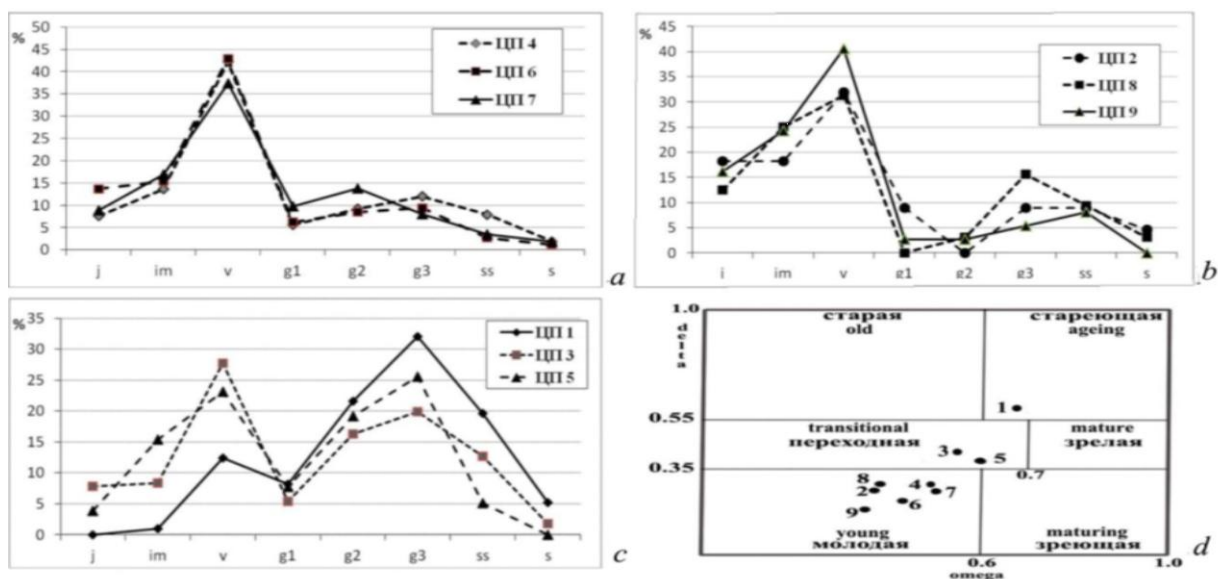 50
45
40
35
30
25
20
15
10
5
0
%
ЦП 4
ЦП 6
ЦП 7
j im v g1 g2 g3 ss s
a
45
40
35
30
25
20
15
10
5
0
%
ЦП 2
ЦП 8
ЦП 9
j im v g1 g2 g3 ss s
b
35
30
25
20
15
10
5
0
%
ЦП 1
ЦП 3
ЦП 5
j im v g1 g2 g3 ss s
c
1.0
delta
старая
old
стареющая
ageing
1
0.55
transitional
переходная
mature
зрелая
3
5
0.35
0.7
8
4
2
7
6
9
young
молодая
maturing
зреющая
0.6
1.0
omega
d